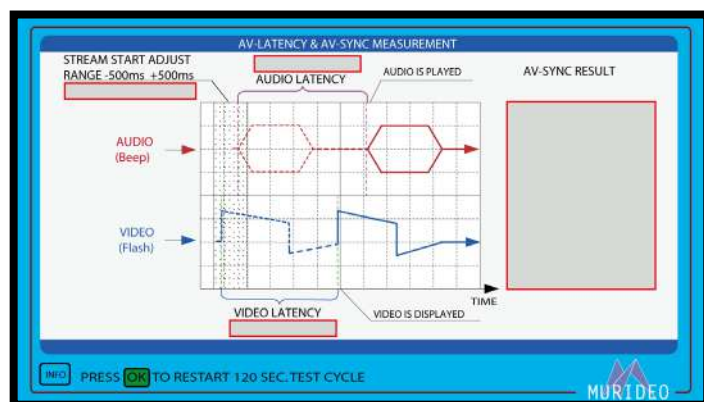 AV-LATENCY & AV-SYNC MEASUREMENT
STREAM START ADJUST
RANGE -500ms +500ms
AUDIO LATENCY
AUDIO IS PLAYED
AV-SYNC RESULT
AUDIO
(Beep)
VIDEO
(Flash)
TIME
VIDEO LATENCY
VIDEO IS DISPLAYED
INFO PRESS OK TO RESTART 120 SEC. TEST CYCLE
MURIDEO